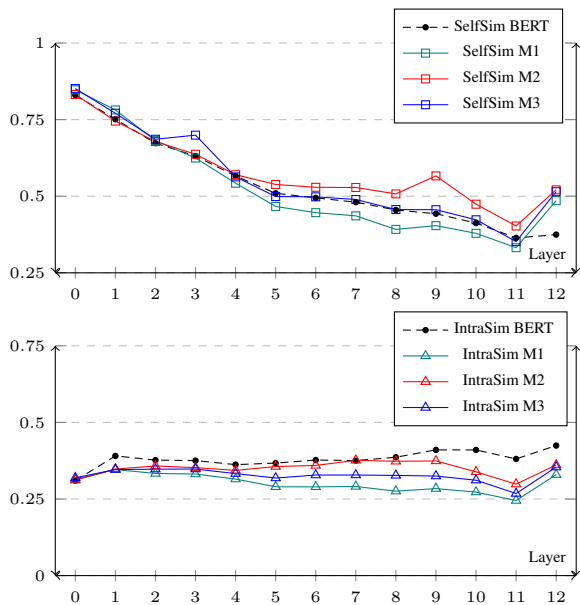 SelfSim BERT
SelfSim M1
SelfSim M2
SelfSim M3
1
0.75
0.5
0.25
Layer
0 1 2 3 4 5 6 7 8 9 10 11 12
IntraSim BERT
IntraSim M1
IntraSim M2
IntraSim M3
0.75
0.5
0.25
0
Layer
0 1 2 3 4 5 6 7 8 9 10 11 12